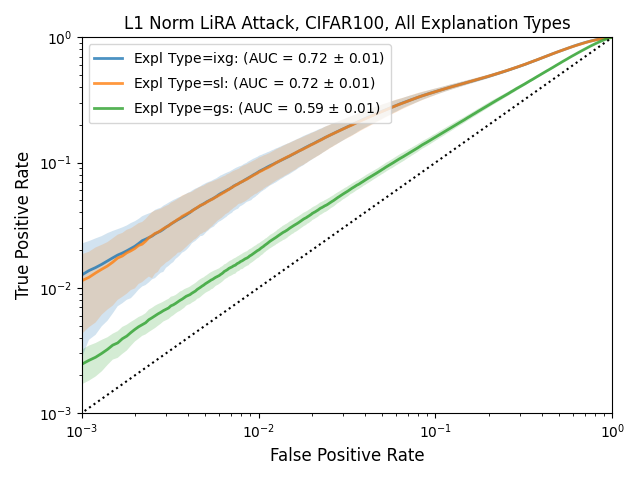 L1 Norm LiRA Attack, CIFAR100, All Explanation Types
Expl Type=ixg: (AUC = 0.72 ± 0.01)
Expl Type=sl: (AUC = 0.72 ± 0.01)
Expl Type=gs: (AUC = 0.59 ± 0.01)
True Positive Rate
10⁰
10⁻¹
10⁻²
10⁻³
10⁻³ 10⁻² 10⁻¹ 10⁰
False Positive Rate